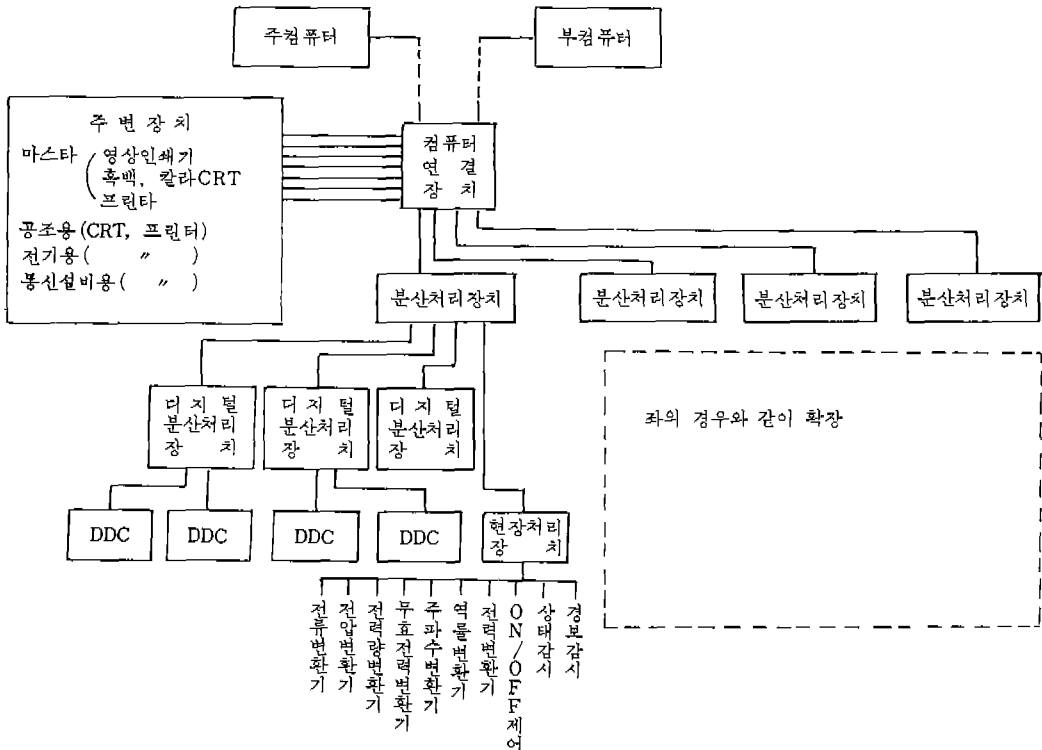 주컴퓨터
부컴퓨터
주 변 장 치
마스타
영상인쇄기
흑백, 칼라CRT
프린타
공조용(CRT, 프린터)
전기용( 〃 )
통신설비용( 〃 )
컴퓨터
연 결
장 치
분산처리장치
분산처리장치
분산처리장치
분산처리장치
디 지 털
분산처리
장 치
디 지 털
분산처리
장 치
디 지 털
분산처리
장 치
좌의 경우와 같이 확장
DDC
DDC
DDC
DDC
현장처리
장 치
전류변환기
전압변환기
전력량변환기
무효전력변환기
주파수변환기
역률변환기
전력변환기
ON/OFF제어
상태감시
경보감시